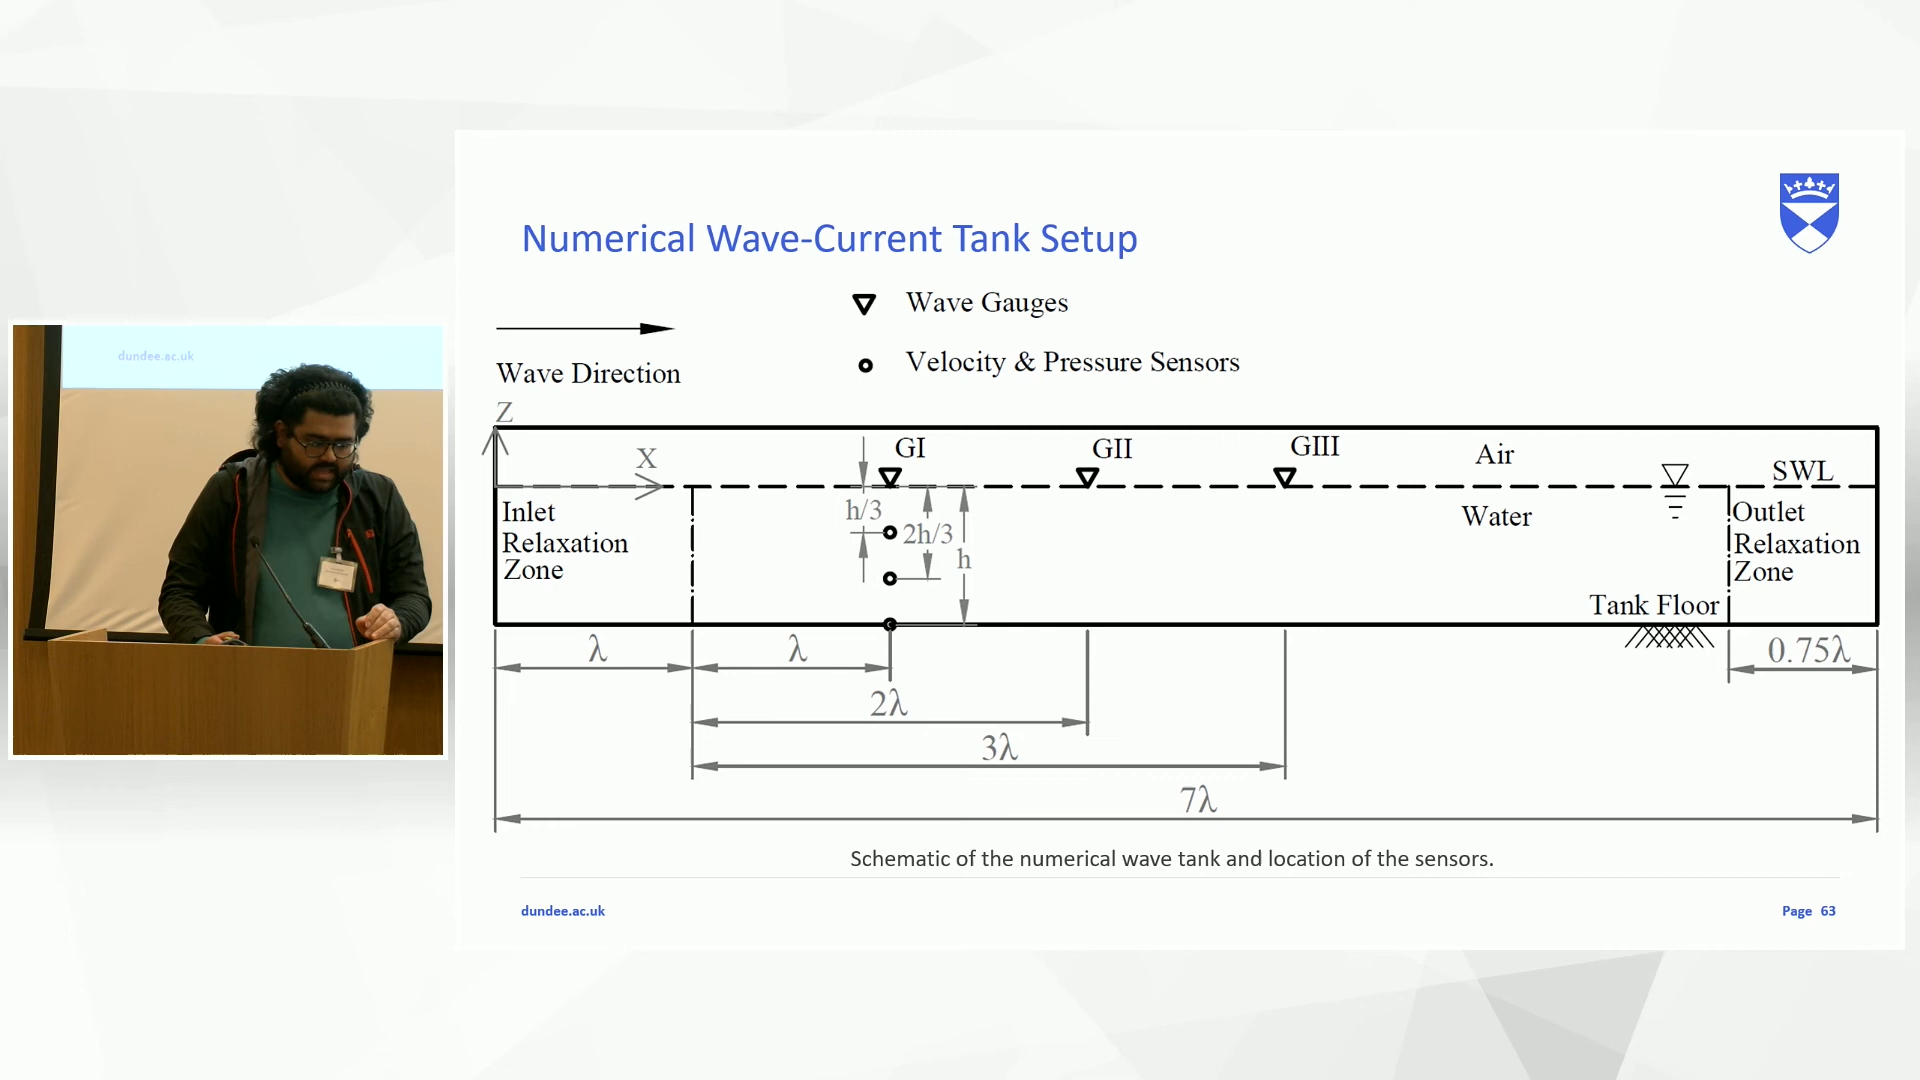 dundee.ac.uk
Numerical Wave-Current Tank Setup
Wave Gauges
Wave Direction
Velocity & Pressure Sensors
Z
X
GI
GII
GIII
Air
SWL
Inlet
Relaxation
Zone
h/3
2h/3
h
Water
Outlet
Relaxation
Zone
Tank Floor
λ
λ
0.75λ
2λ
3λ
7λ
Schematic of the numerical wave tank and location of the sensors.
dundee.ac.uk
Page 63